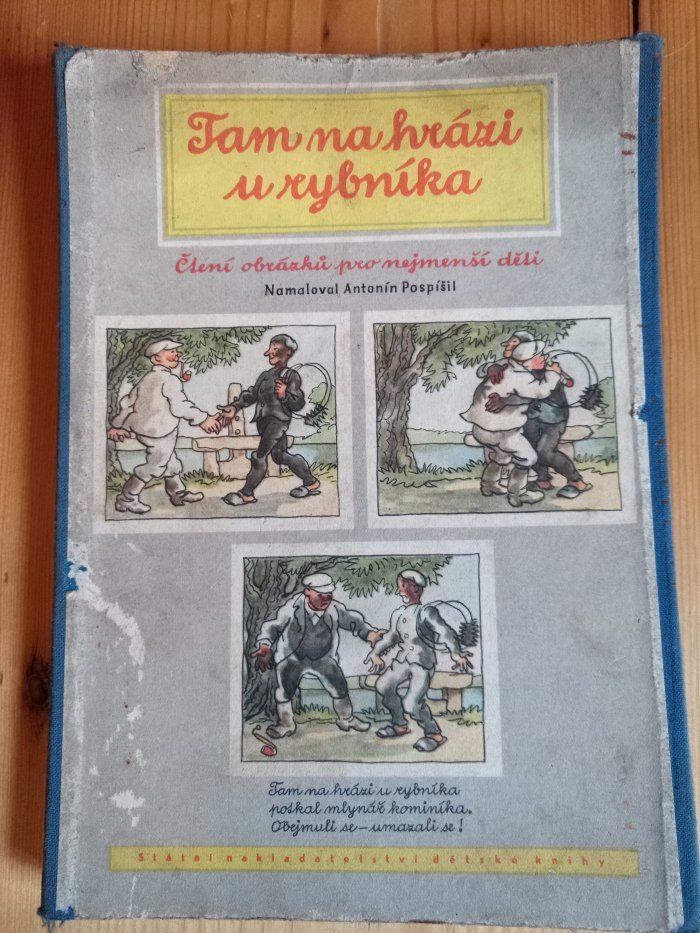 Tam na hrázi
u rybníka
Čtení obrázků pro nejmenší děti
Namaloval Antonín Pospíšil
Tam na hrázi u rybníka
potkal mlynář kominíka.
Obejmuli se – umazali se!
Státní nakladatelství dětské knihy